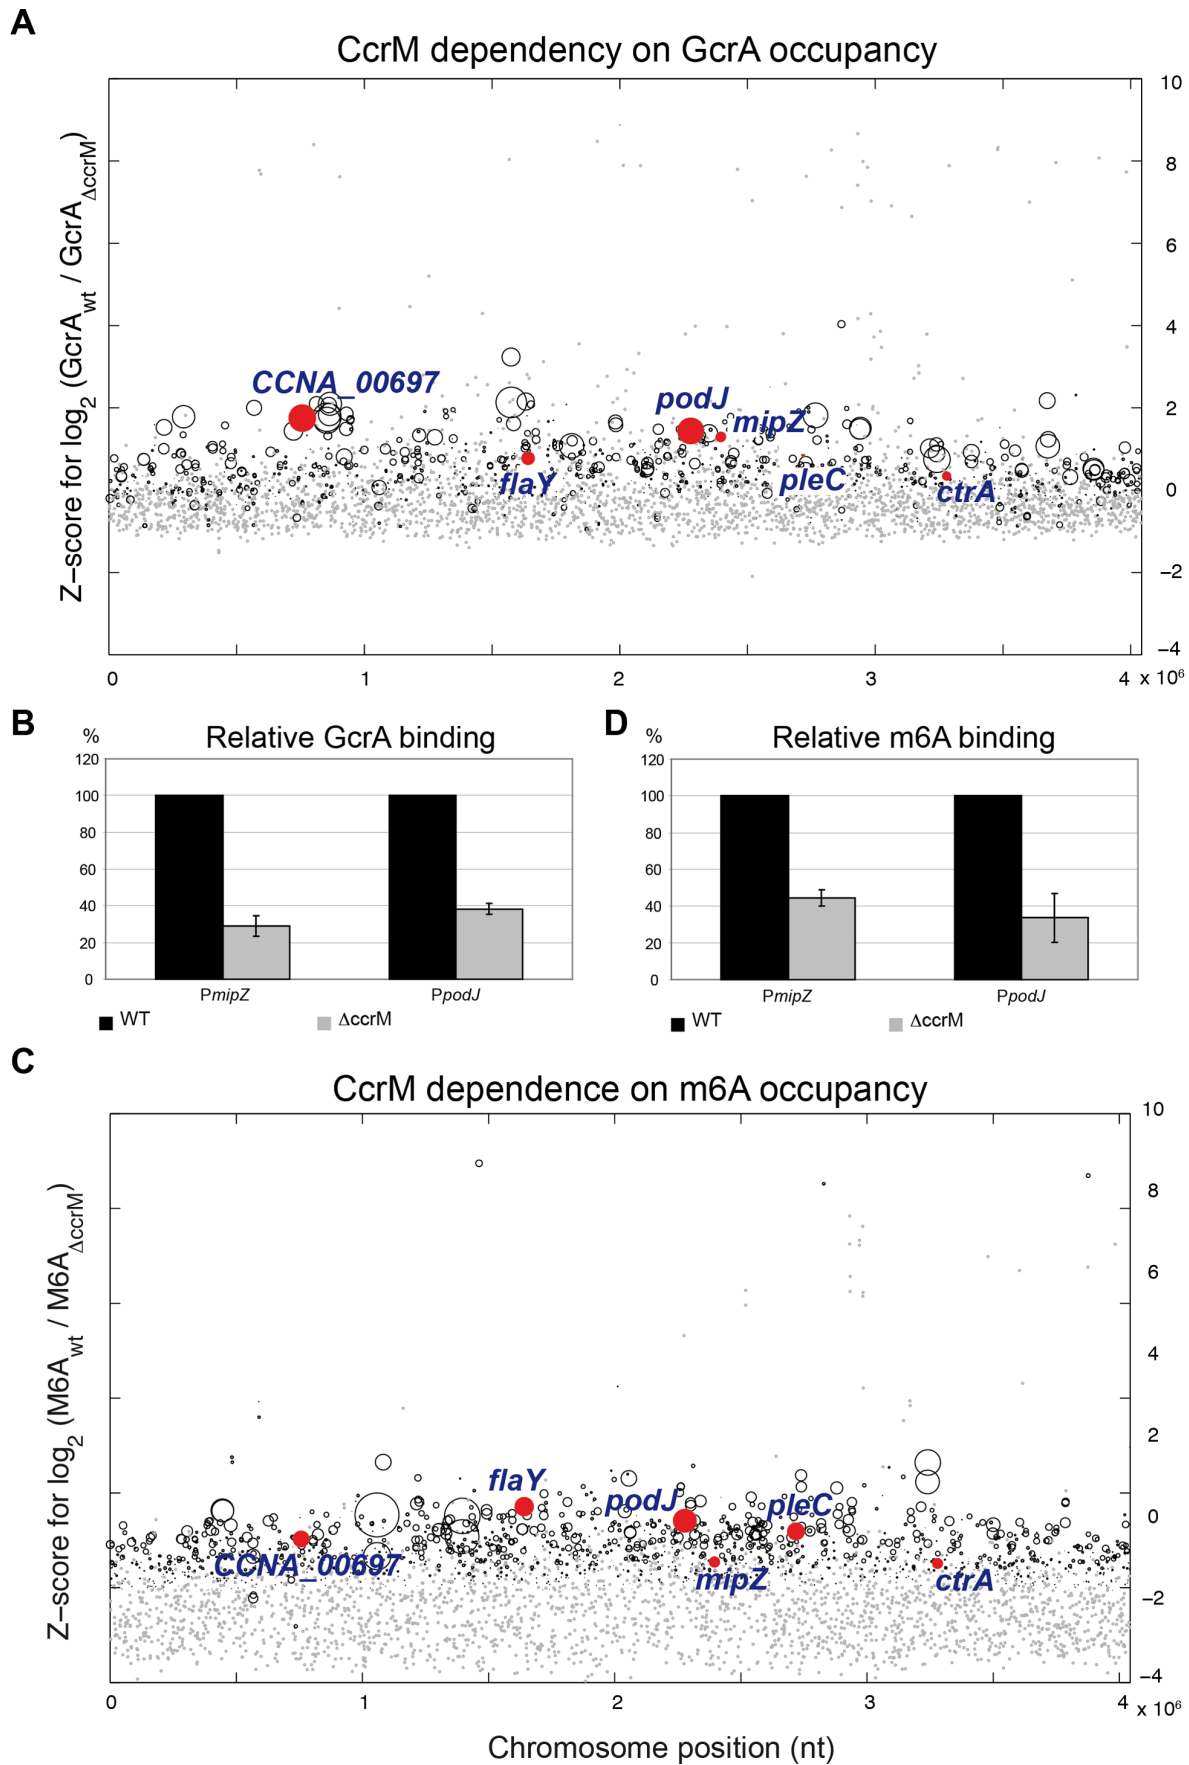 A
CcrM dependency on GcrA occupancy
Z−score for log2 (GcrAwt / GcrAΔccrM)
10
8
6
4
2
0
−2
−4
CCNA_00697
podJ
mipZ
flaY
pleC
ctrA
0 1 2 3 4 x 10^6
B
%
Relative GcrA binding
120
100
80
60
40
20
0
PmipZ PpodJ
WT ΔccrM
D
%
Relative m6A binding
120
100
80
60
40
20
0
PmipZ PpodJ
WT ΔccrM
C
CcrM dependence on m6A occupancy
Z−score for log2 (M6Awt / M6AΔccrM)
10
8
6
4
2
0
−2
−4
flaY
podJ
pleC
CCNA_00697
mipZ
ctrA
0 1 2 3 4 x 10^6
Chromosome position (nt)